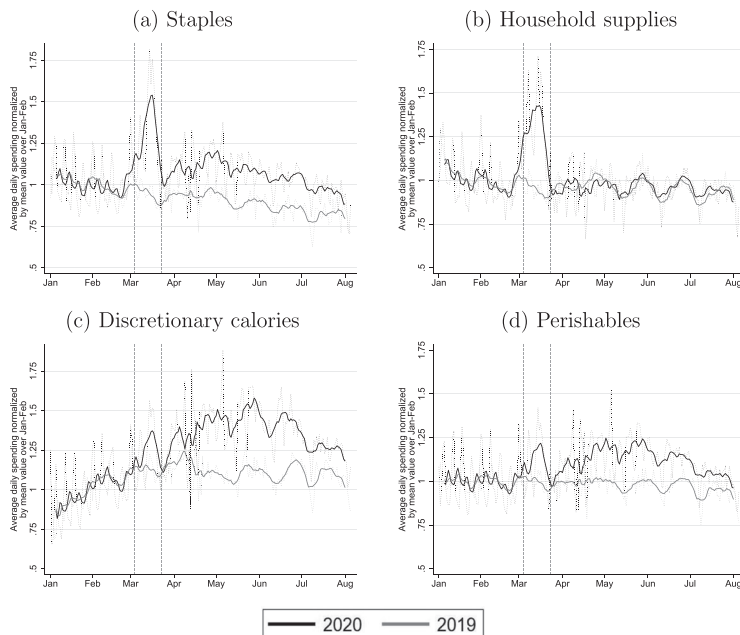 (a) Staples
(b) Household supplies
Average daily spending normalized
by mean value over Jan-Feb
1.75
1.5
1.25
1
.75
.5
Jan Feb Mar Apr May Jun Jul Aug
Average daily spending normalized
by mean value over Jan-Feb
1.75
1.5
1.25
1
.75
.5
Jan Feb Mar Apr May Jun Jul Aug
(c) Discretionary calories
(d) Perishables
Average daily spending normalized
by mean value over Jan-Feb
1.75
1.5
1.25
1
.75
.5
Jan Feb Mar Apr May Jun Jul Aug
Average daily spending normalized
by mean value over Jan-Feb
1.75
1.5
1.25
1
.75
.5
Jan Feb Mar Apr May Jun Jul Aug
2020 2019